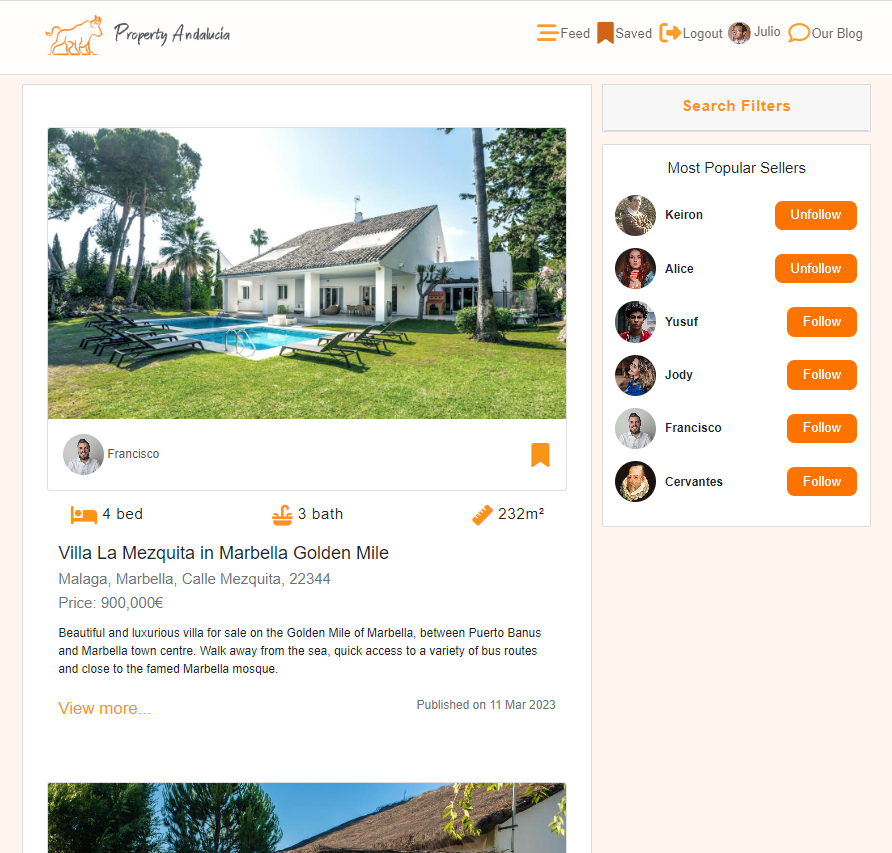 Property Andalucía
Feed Saved Logout Julio Our Blog
4 bed 3 bath 232m²
Francisco
Villa La Mezquita in Marbella Golden Mile
Malaga, Marbella, Calle Mezquita, 22344
Price: 900,000€
Beautiful and luxurious villa for sale on the Golden Mile of Marbella, between Puerto Banus
and Marbella town centre. Walk away from the sea, quick access to a variety of bus routes
and close to the famed Marbella mosque.
View more... Published on 11 Mar 2023
Search Filters
Most Popular Sellers
Keiron Unfollow
Alice Unfollow
Yusuf Follow
Jody Follow
Francisco Follow
Cervantes Follow